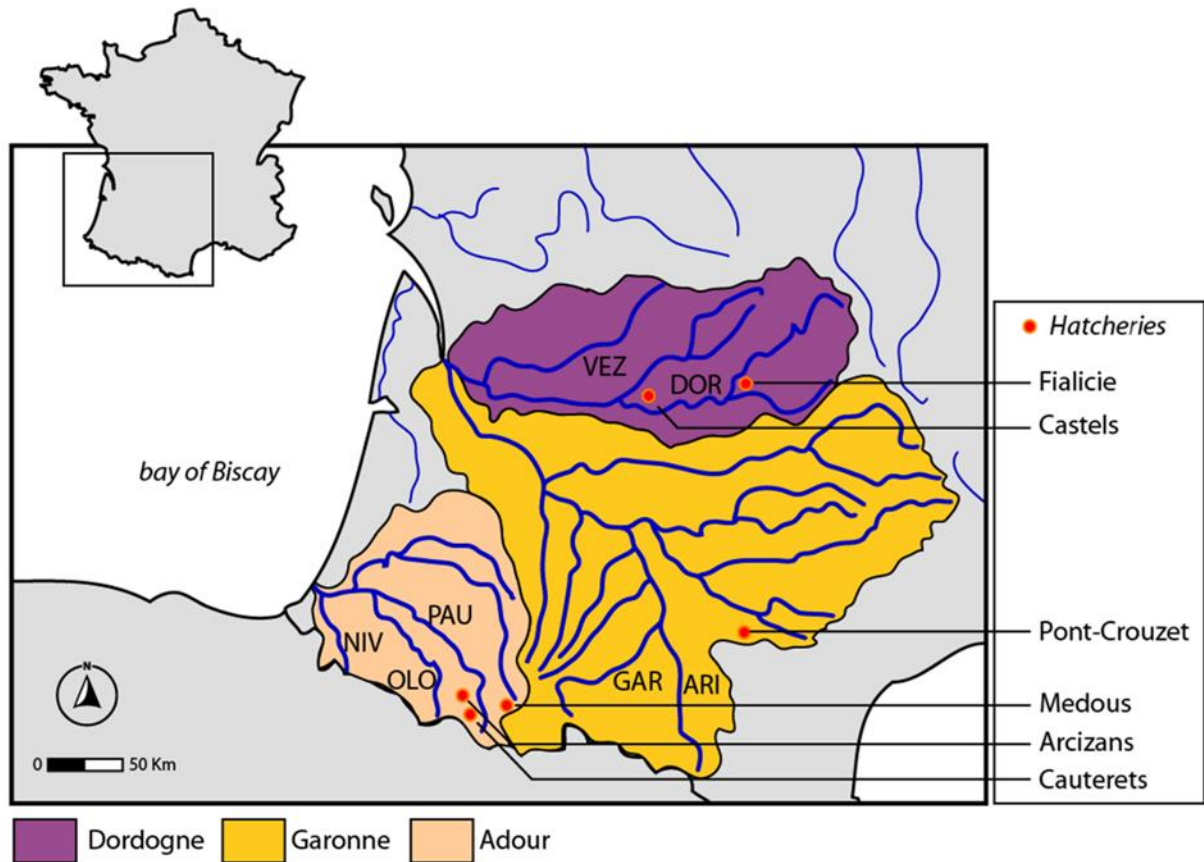 VEZ
DOR
bay of Biscay
PAU
NIV
OLO
GAR
ARI
N
0 50 Km
Hatcheries
Fialicie
Castels
Pont-Crouzet
Medous
Arcizans
Cauterets
Dordogne
Garonne
Adour